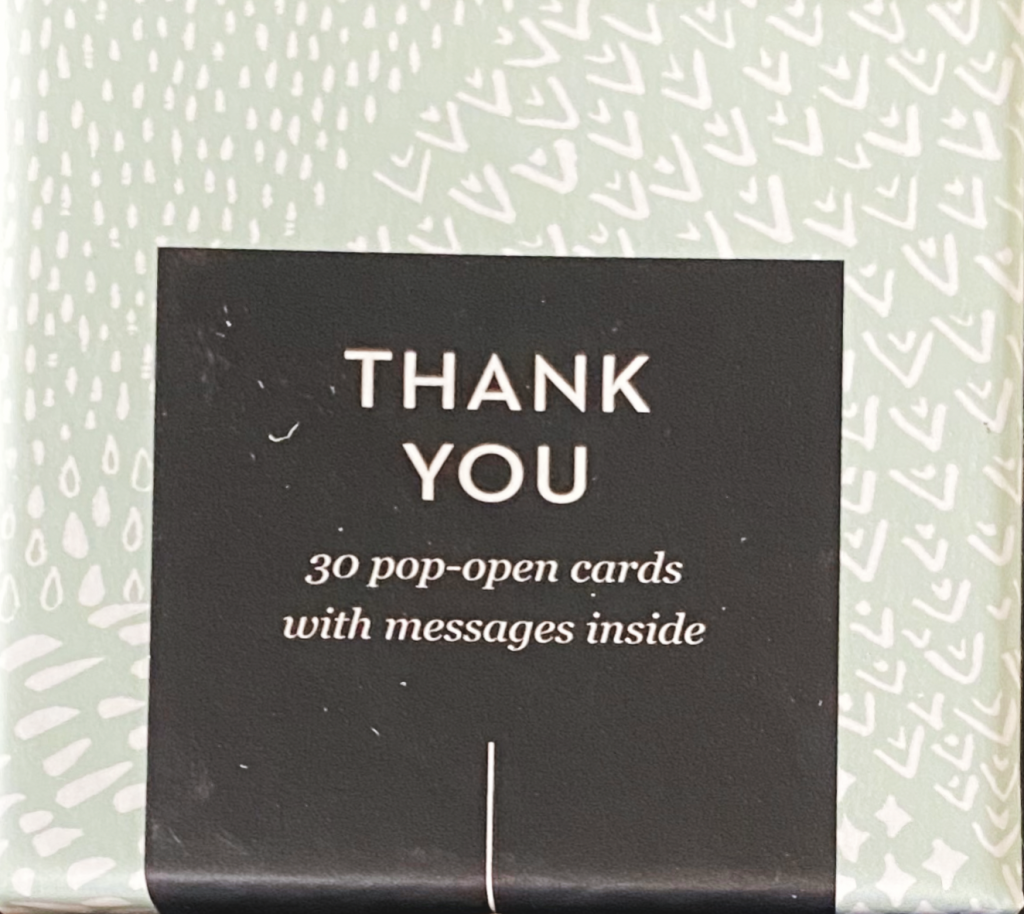 THANK
YOU
30 pop-open cards
with messages inside